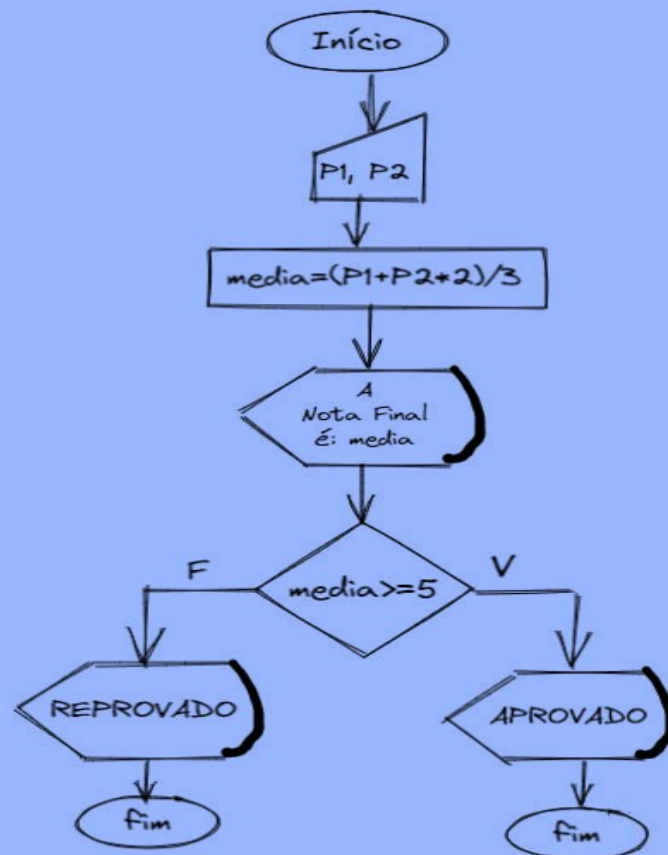 Início
P1, P2
media=(P1+P2*2)/3
A
Nota Final
é: media
F
V
media>=5
REPROVADO
APROVADO
fim
fim